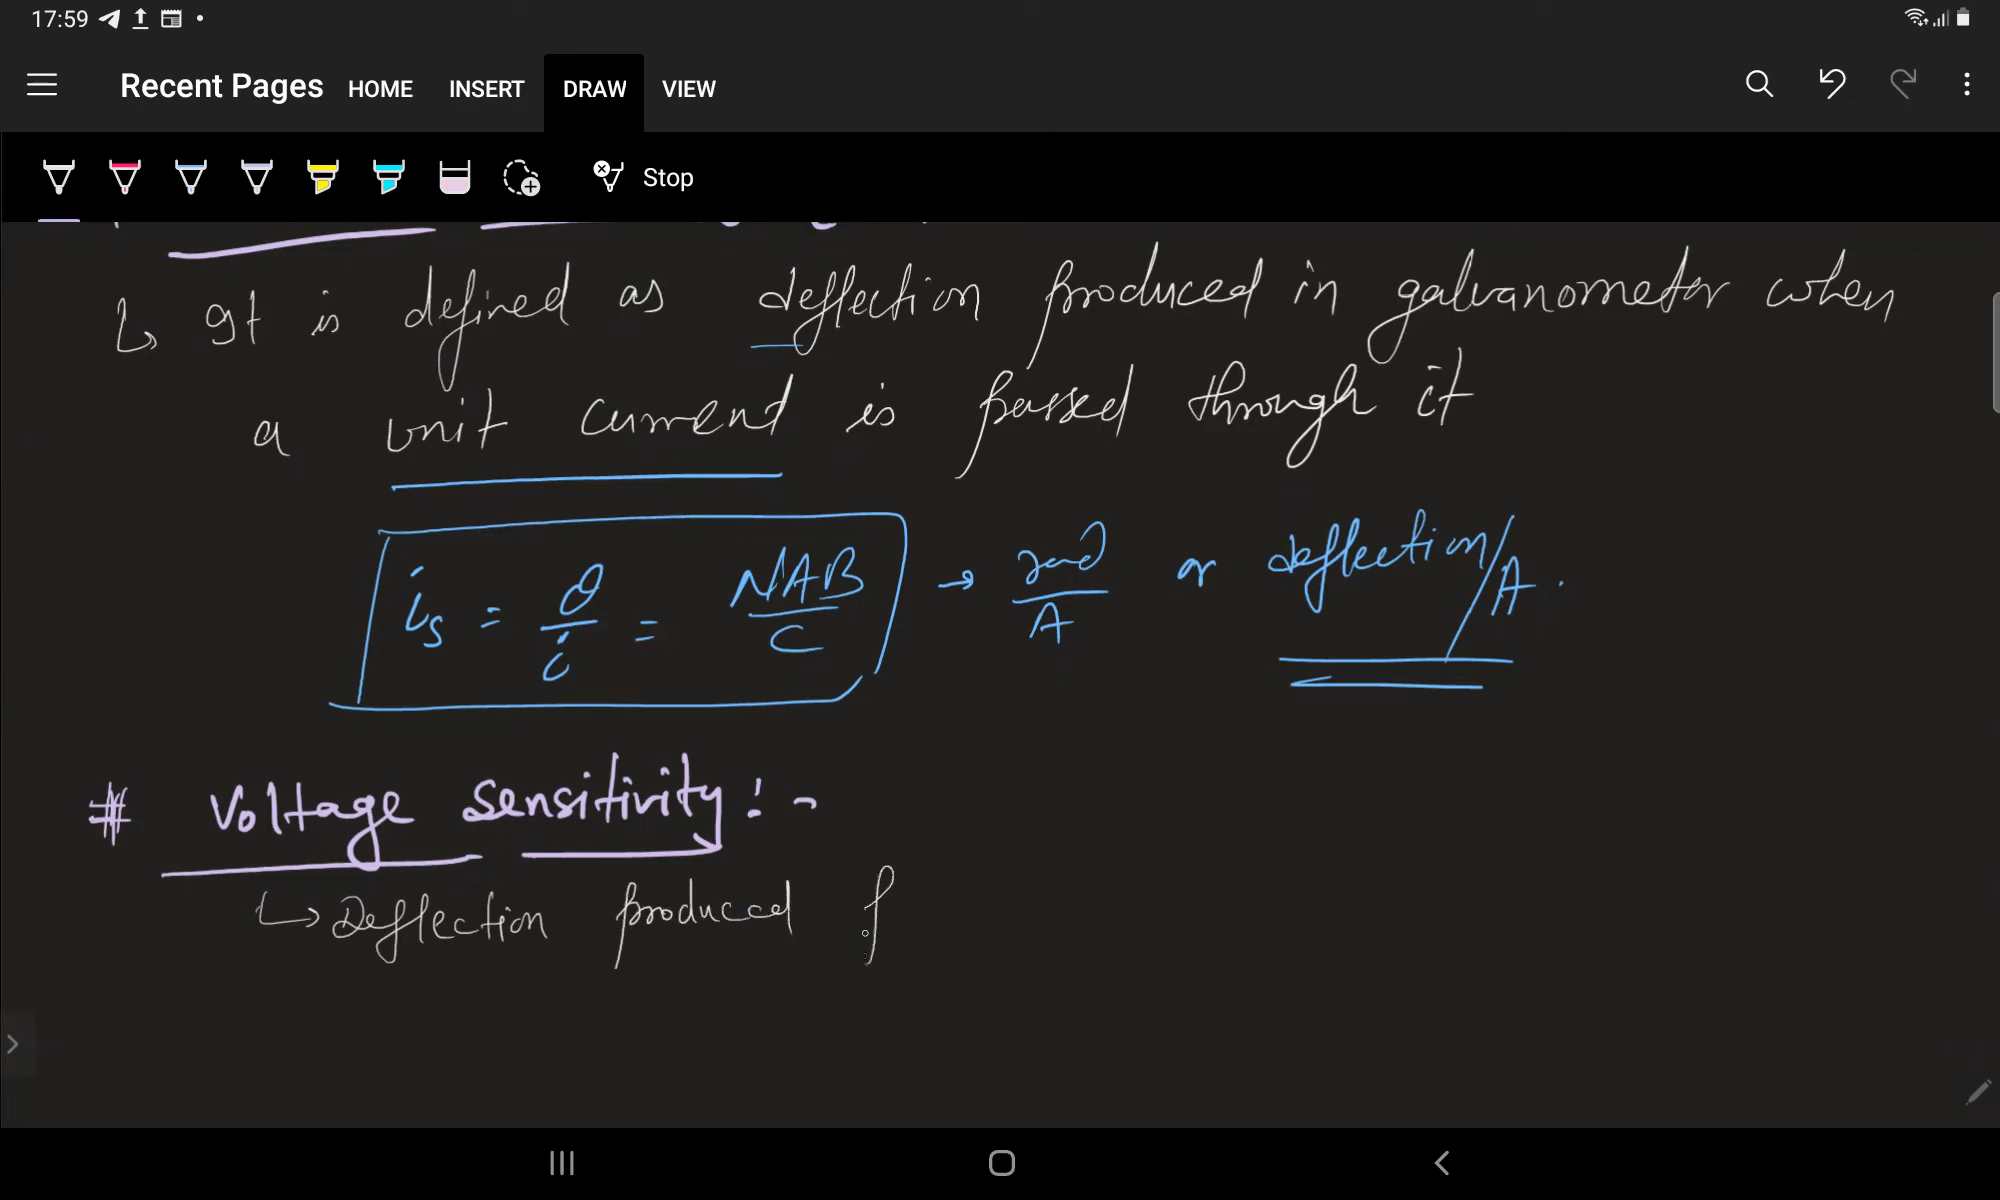 17:59
Recent Pages HOME INSERT DRAW VIEW
Stop
↳ It is defined as deflection produced in galvanometer when
a unit current is passed through it
is = θ/i = NAB/C → rad/A or deflection/A.
# Voltage sensitivity :-
↳ Deflection produced f